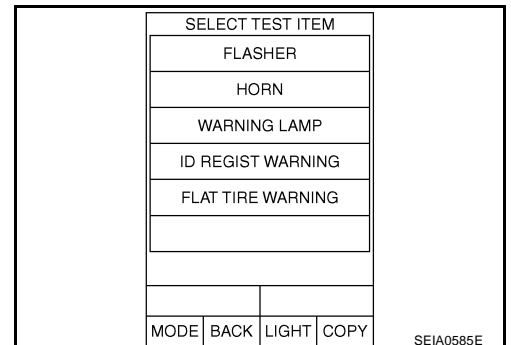 SELECT TEST ITEM
FLASHER
HORN
WARNING LAMP
ID REGIST WARNING
FLAT TIRE WARNING
MODE BACK LIGHT COPY
SEIA0585E